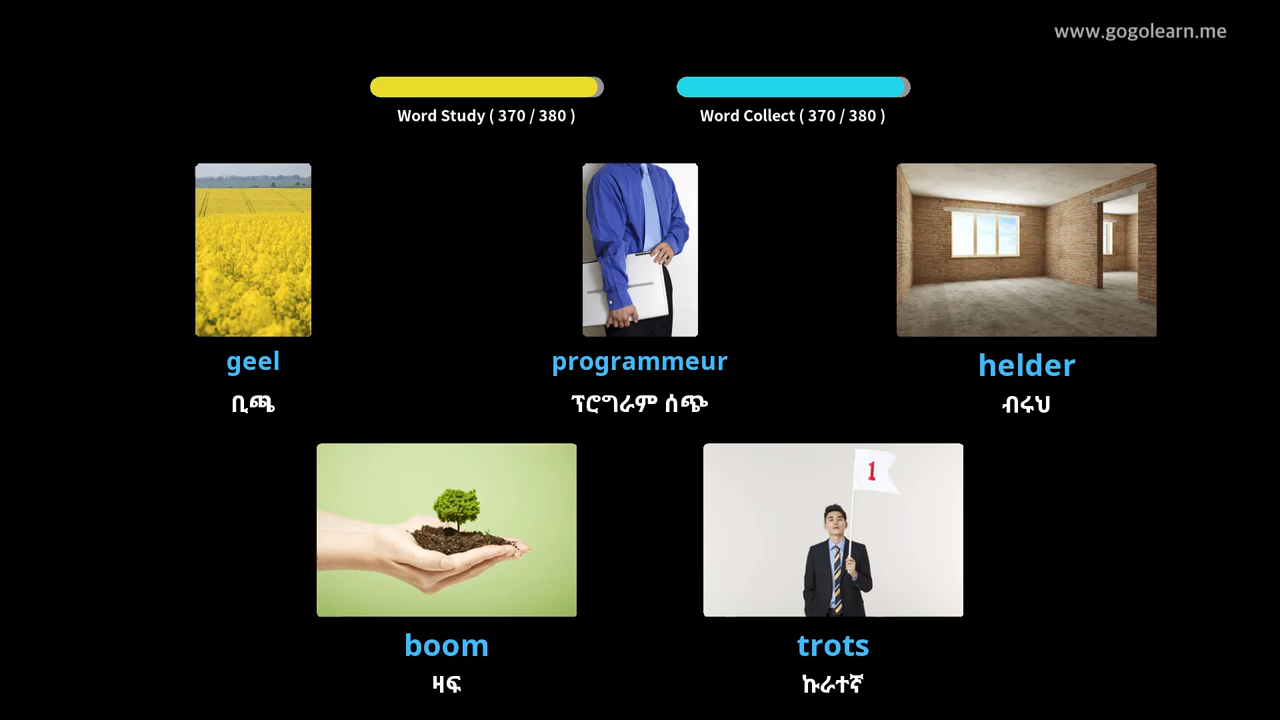 www.gogolearn.me
Word Study ( 370 / 380 )
Word Collect ( 370 / 380 )
geel
ቢጫ
programmeur
ፕሮግራም ሰጭ
helder
ብሩህ
1
boom
ዛፍ
trots
ኩራተኛ